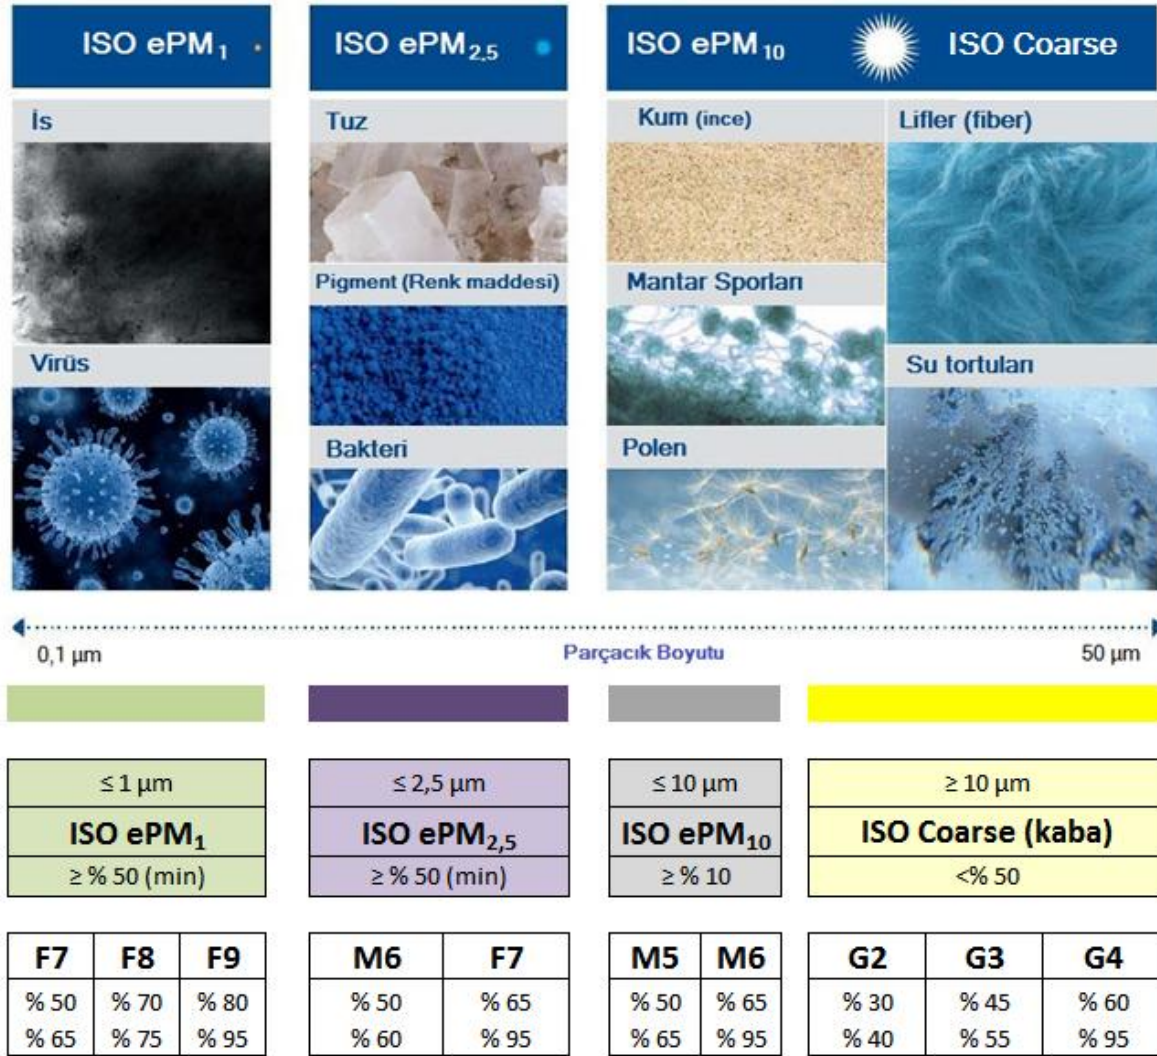 ISO ePM1
ISO ePM2,5
ISO ePM10
ISO Coarse
İs
Tuz
Kum (ince)
Lifler (fiber)
Pigment (Renk maddesi)
Mantar Sporları
Virüs
Su tortuları
Bakteri
Polen
0,1 µm
Parçacık Boyutu
50 µm
≤ 1 µm
ISO ePM1
≥ % 50 (min)
≤ 2,5 µm
ISO ePM2,5
≥ % 50 (min)
≤ 10 µm
ISO ePM10
≥ % 10
≥ 10 µm
ISO Coarse (kaba)
<% 50
F7 F8 F9
% 50 % 70 % 80
% 65 % 75 % 95
M6 F7
% 50 % 65
% 60 % 95
M5 M6
% 50 % 65
% 65 % 95
G2 G3 G4
% 30 % 45 % 60
% 40 % 55 % 95